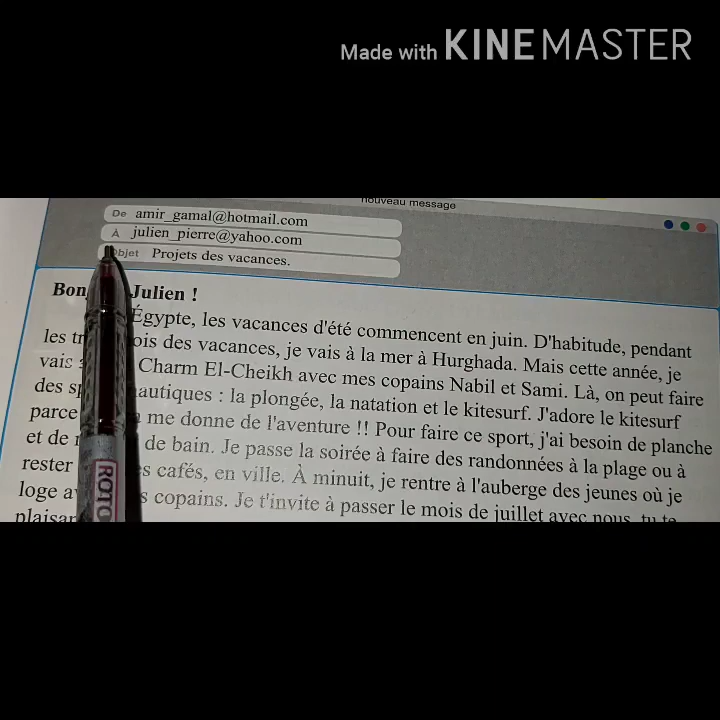 Made with KINEMASTER
nouveau message
De amir_gamal@hotmail.com
À julien_pierre@yahoo.com
Objet Projets des vacances.
Julien !
Égypte, les vacances d'été commencent en juin. D'habitude, pendant
les des vacances, je vais à la mer à Hurghada. Mais cette année, je
vais Charm El-Cheikh avec mes copains Nabil et Sami. Là, on peut faire
des nautiques : la plongée, la natation et le kitesurf. J'adore le kitesurf
parce me donne de l'aventure !! Pour faire ce sport, j'ai besoin de planche
et de de bain. Je passe la soirée à faire des randonnées à la plage ou à
rester cafés, en ville. À minuit, je rentre à l'auberge des jeunes où je
loge copains. Je t'invite à passer le mois de juillet avec nous, tu te
ROTO